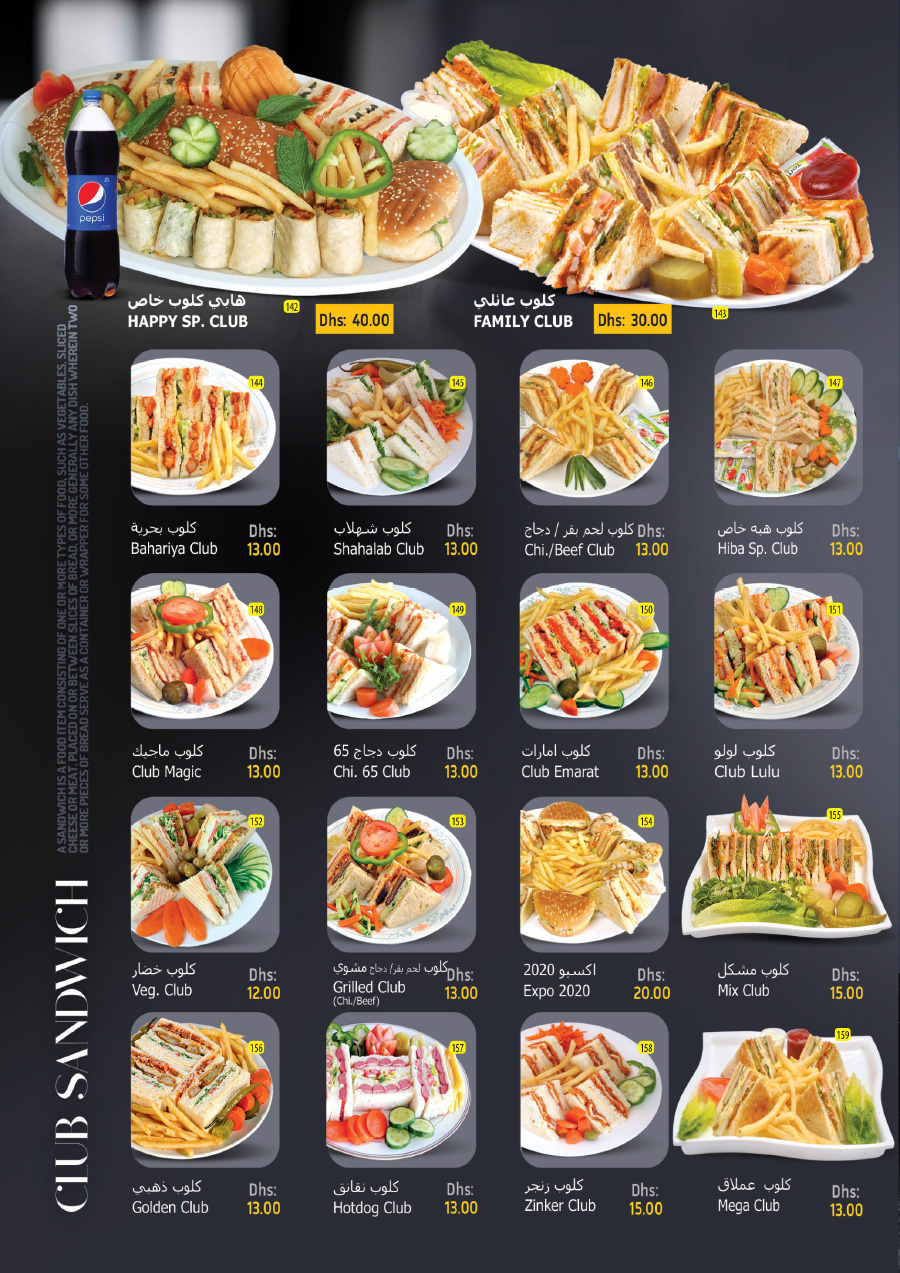 pepsi
هابي كلوب خاص
HAPPY SP. CLUB
142
Dhs: 40.00
كلوب عائلي
FAMILY CLUB
Dhs: 30.00
143
A SANDWICH IS A FOOD ITEM CONSISTING OF ONE OR MORE TYPES OF FOOD, SUCH AS VEGETABLES, SLICED
CHEESE OR MEAT, PLACED ON OR BETWEEN SLICES OF BREAD, OR MORE GENERALLY ANY DISH WHEREIN TWO
OR MORE PIECES OF BREAD SERVE AS A CONTAINER OR WRAPPER FOR SOME OTHER FOOD.
CLUB SANDWICH
144
كلوب بحرية
Bahariya Club
Dhs:
13.00
145
كلوب شهلاب
Shahalab Club
Dhs:
13.00
146
كلوب لحم بقر / دجاج
Chi./Beef Club
Dhs:
13.00
147
كلوب هبه خاص
Hiba Sp. Club
Dhs:
13.00
148
كلوب ماجيك
Club Magic
Dhs:
13.00
149
كلوب دجاج 65
Chi. 65 Club
Dhs:
13.00
150
كلوب امارات
Club Emarat
Dhs:
13.00
151
كلوب لولو
Club Lulu
Dhs:
13.00
152
كلوب خضار
Veg. Club
Dhs:
12.00
153
كلوب لحم بقر/ دجاج مشوي
Grilled Club
(Chi./Beef)
Dhs:
13.00
154
اكسبو 2020
Expo 2020
Dhs:
20.00
155
كلوب مشكل
Mix Club
Dhs:
15.00
156
كلوب ذهبي
Golden Club
Dhs:
13.00
157
كلوب نقانق
Hotdog Club
Dhs:
13.00
158
كلوب زنجر
Zinker Club
Dhs:
15.00
159
كلوب عملاق
Mega Club
Dhs:
13.00